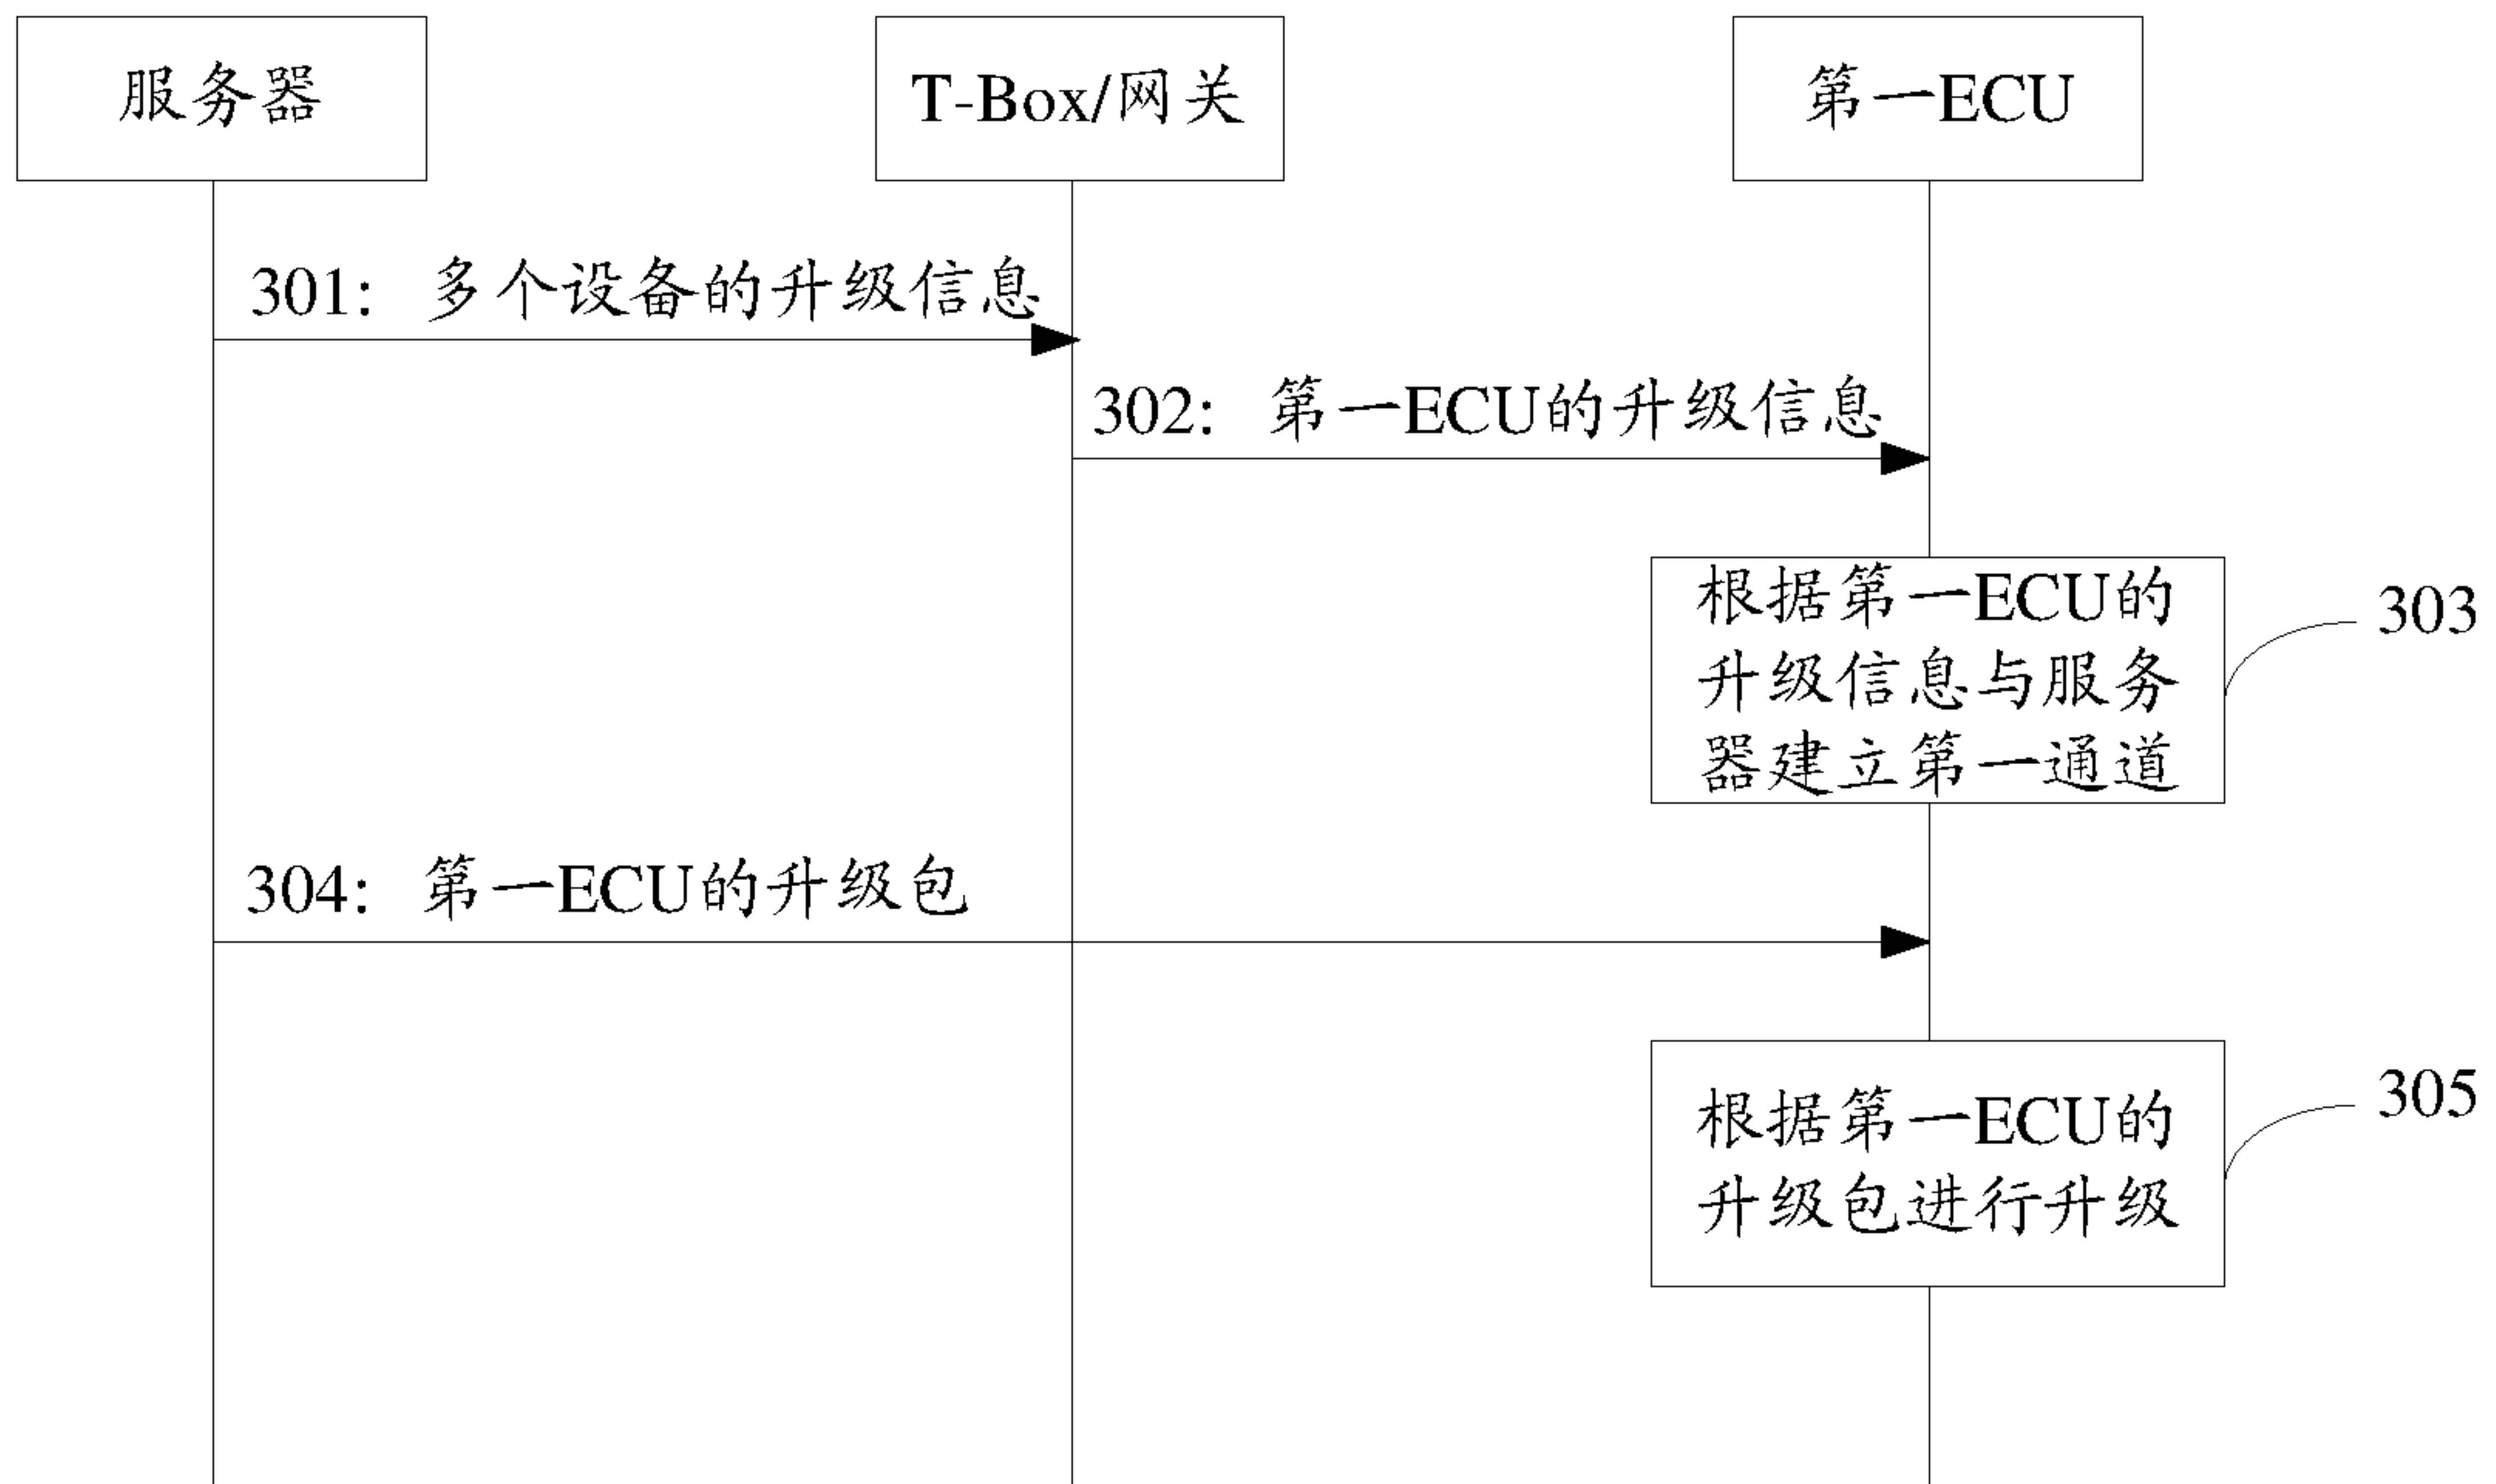 服务器
T-Box/网关
第一ECU
301：多个设备的升级信息
302：第一ECU的升级信息
根据第一ECU的
升级信息与服务
器建立第一通道
303
304：第一ECU的升级包
根据第一ECU的
升级包进行升级
305